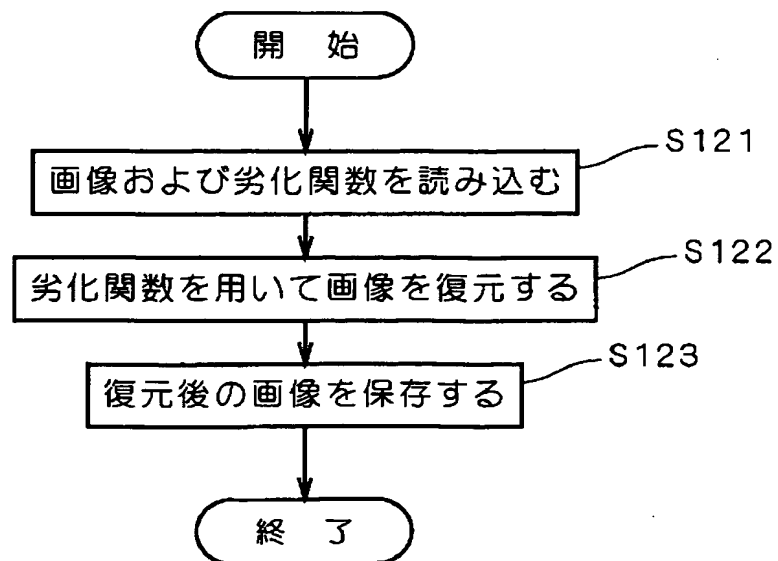 開 始
S121
画像および劣化関数を読み込む
S122
劣化関数を用いて画像を復元する
S123
復元後の画像を保存する
終 了